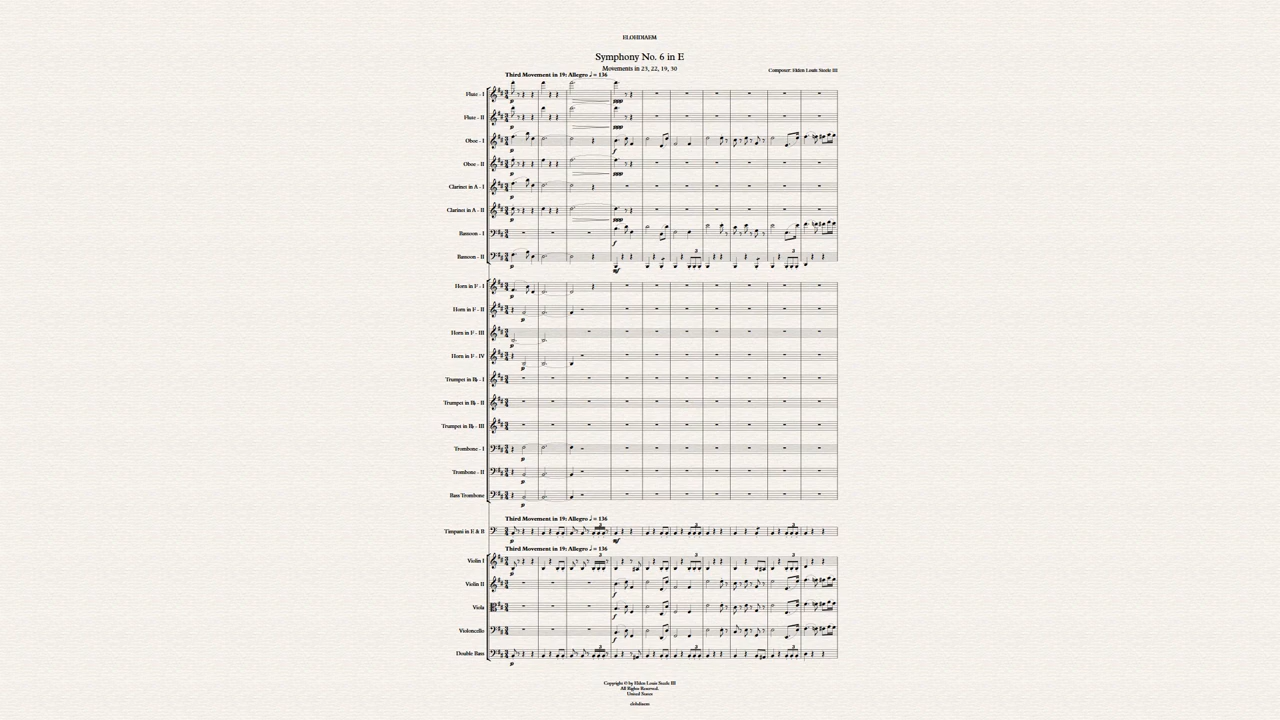 ELOHDIAEM
Symphony No. 6 in E
Movements in 23, 22, 19, 30
Composer: Elden Louis Steele III
Third Movement in 19: Allegro ♩ = 136
Flute - I
Flute - II
Oboe - I
Oboe - II
Clarinet in A - I
Clarinet in A - II
Bassoon - I
Bassoon - II
Horn in F - I
Horn in F - II
Horn in F - III
Horn in F - IV
Trumpet in B♭ - I
Trumpet in B♭ - II
Trumpet in B♭ - III
Trombone - I
Trombone - II
Bass Trombone
Third Movement in 19: Allegro ♩ = 136
Timpani in E & B
Third Movement in 19: Allegro ♩ = 136
Violin I
Violin II
Viola
Violoncello
Double Bass
Copyright © by Elden Louis Steele III
All Rights Reserved.
United States
elohdiaem